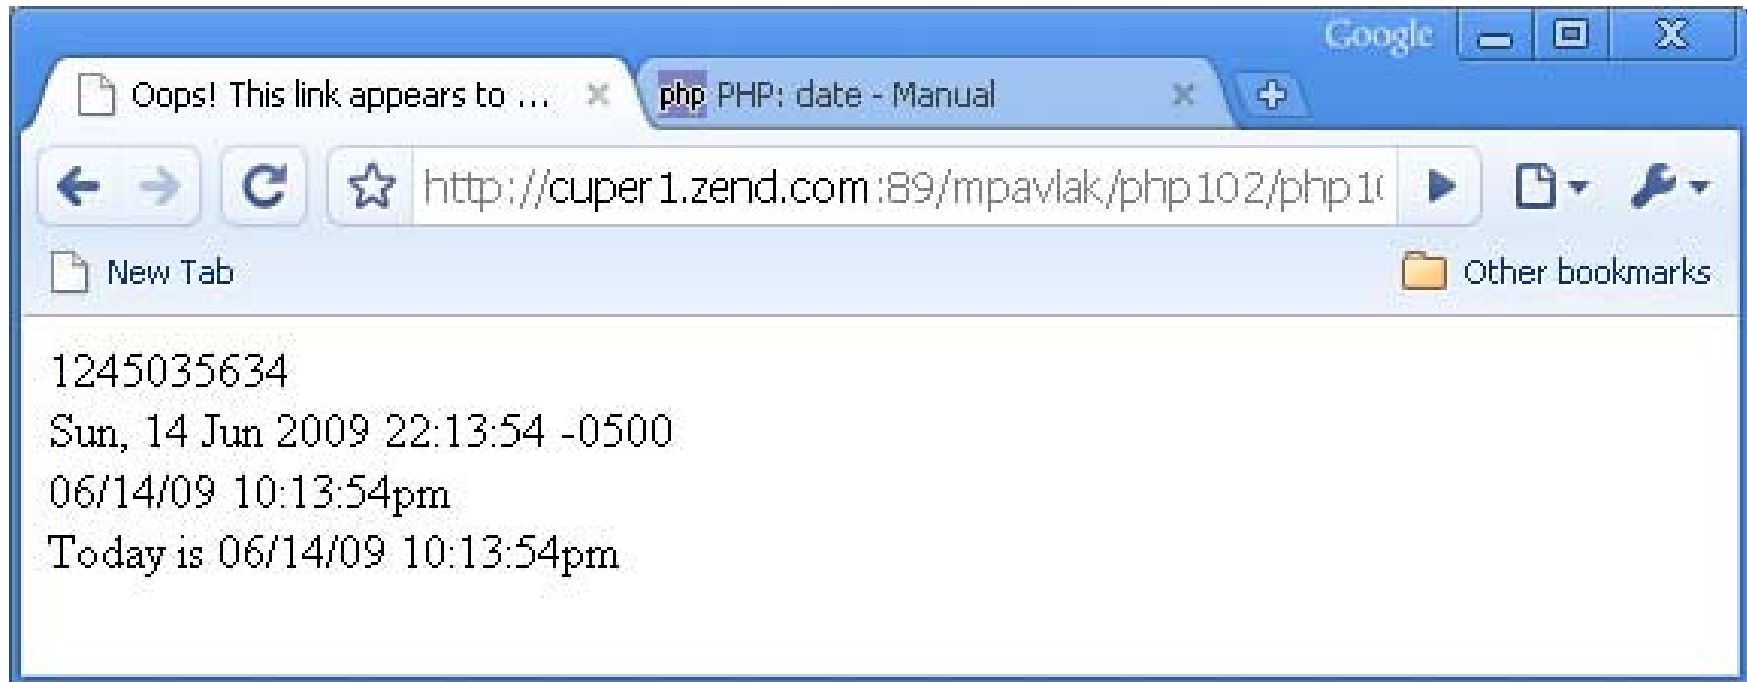 Google
Oops! This link appears to ...
php PHP: date - Manual
http://cuper1.zend.com:89/mpavlak/php102/php10
New Tab
Other bookmarks
1245035634
Sun, 14 Jun 2009 22:13:54 -0500
06/14/09 10:13:54pm
Today is 06/14/09 10:13:54pm